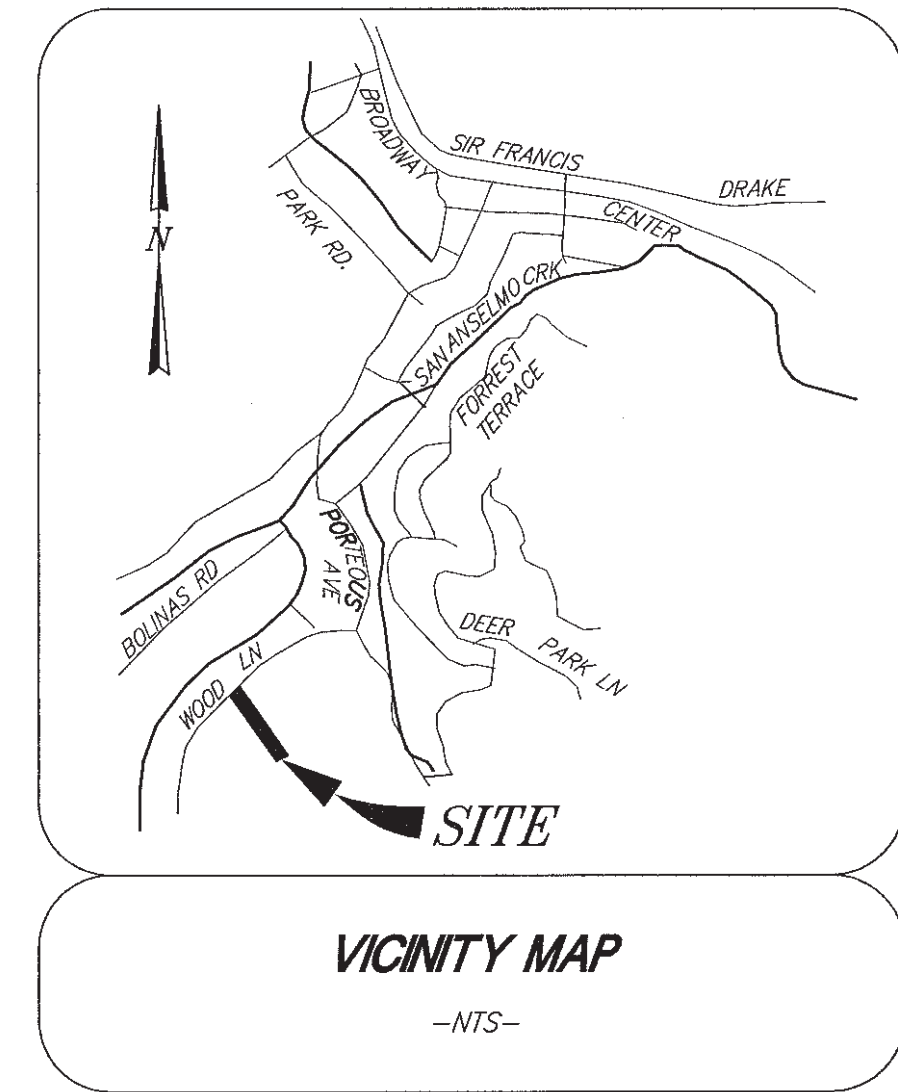 BROADWAY
SIR FRANCIS
DRAKE
PARK RD.
N
CENTER
SAN ANSELMO CRK
FORREST
TERRACE
PORTEOUS
AVE
BOLINAS RD
DEER PARK LN
WOOD LN
SITE
VICINITY MAP
-NTS-